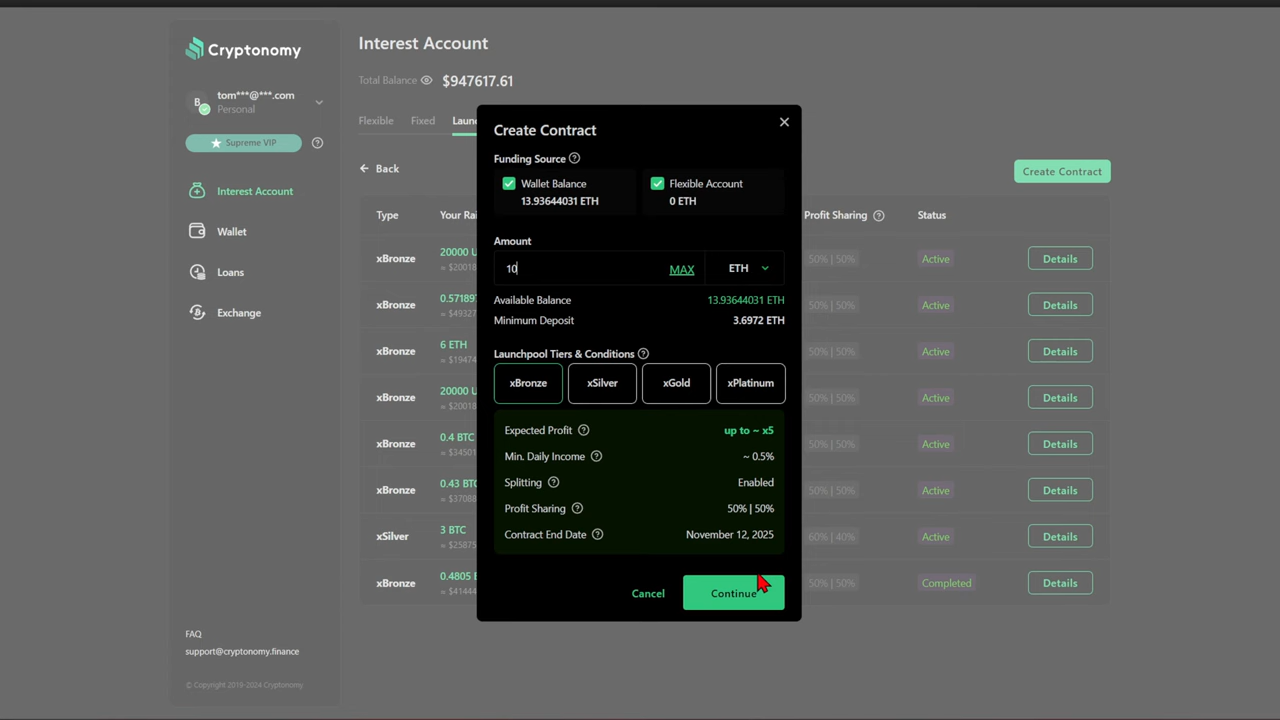 Cryptonomy
tom***@***.com
Personal
B
Supreme VIP
Interest Account
Wallet
Loans
Exchange
FAQ
support@cryptonomy.finance
© Copyright 2019-2024 Cryptonomy
Interest Account
Total Balance $947617.61
Flexible Fixed
Back
Create Contract
Type Your Profit Sharing Status
xBronze 20000 50% | 50% Active Details
xBronze 50% | 50% Active Details
xBronze 6 ETH 50% | 50% Active Details
xBronze 20000 50% | 50% Active Details
xBronze 0.4 BTC 50% | 50% Active Details
xBronze 50% | 50% Active Details
xSilver 3 BTC 60% | 40% Active Details
xBronze 50% | 50% Completed Details
Create Contract
Funding Source
Wallet Balance
13.93644031 ETH
Flexible Account
0 ETH
Amount
10 MAX ETH
Available Balance 13.93644031 ETH
Minimum Deposit 3.6972 ETH
Launchpool Tiers & Conditions
xBronze xSilver xGold xPlatinum
Expected Profit up to ~ x5
Min. Daily Income ~ 0.5%
Splitting Enabled
Profit Sharing 50% | 50%
Contract End Date November 12, 2025
Cancel Continue